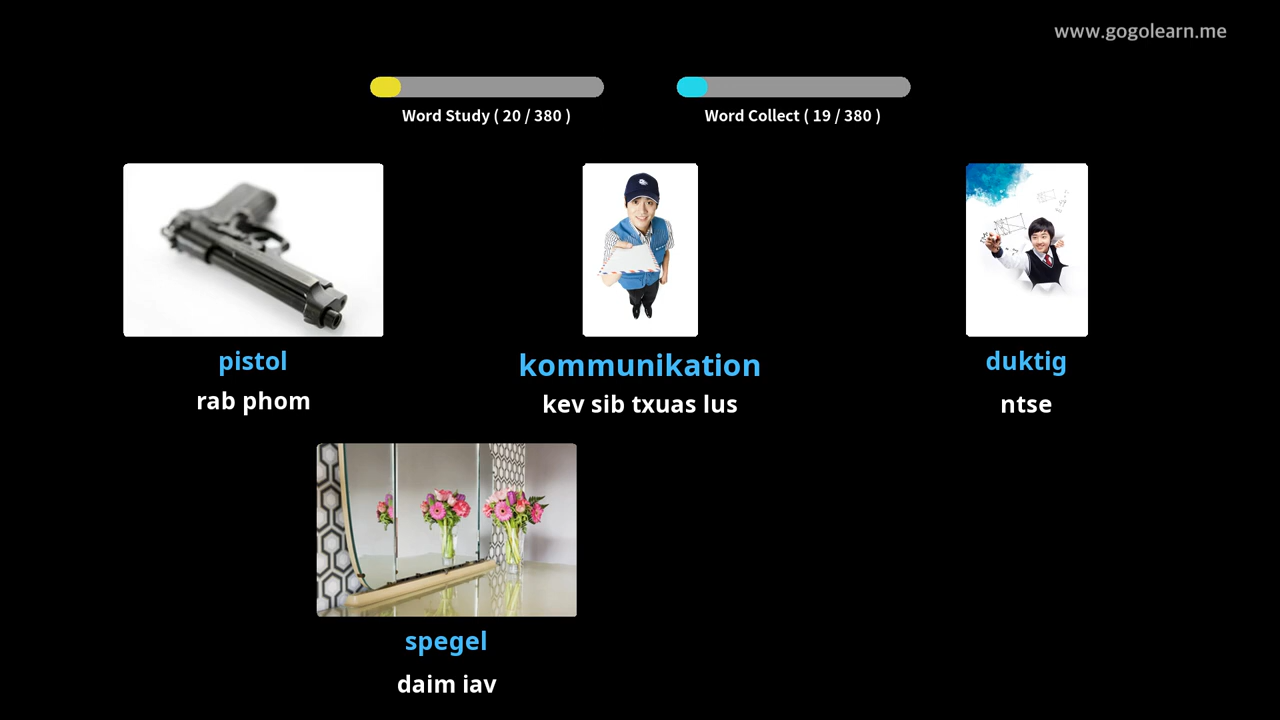 www.gogolearn.me
Word Study ( 20 / 380 )
Word Collect ( 19 / 380 )
pistol
rab phom
kommunikation
kev sib txuas lus
duktig
ntse
spegel
daim iav